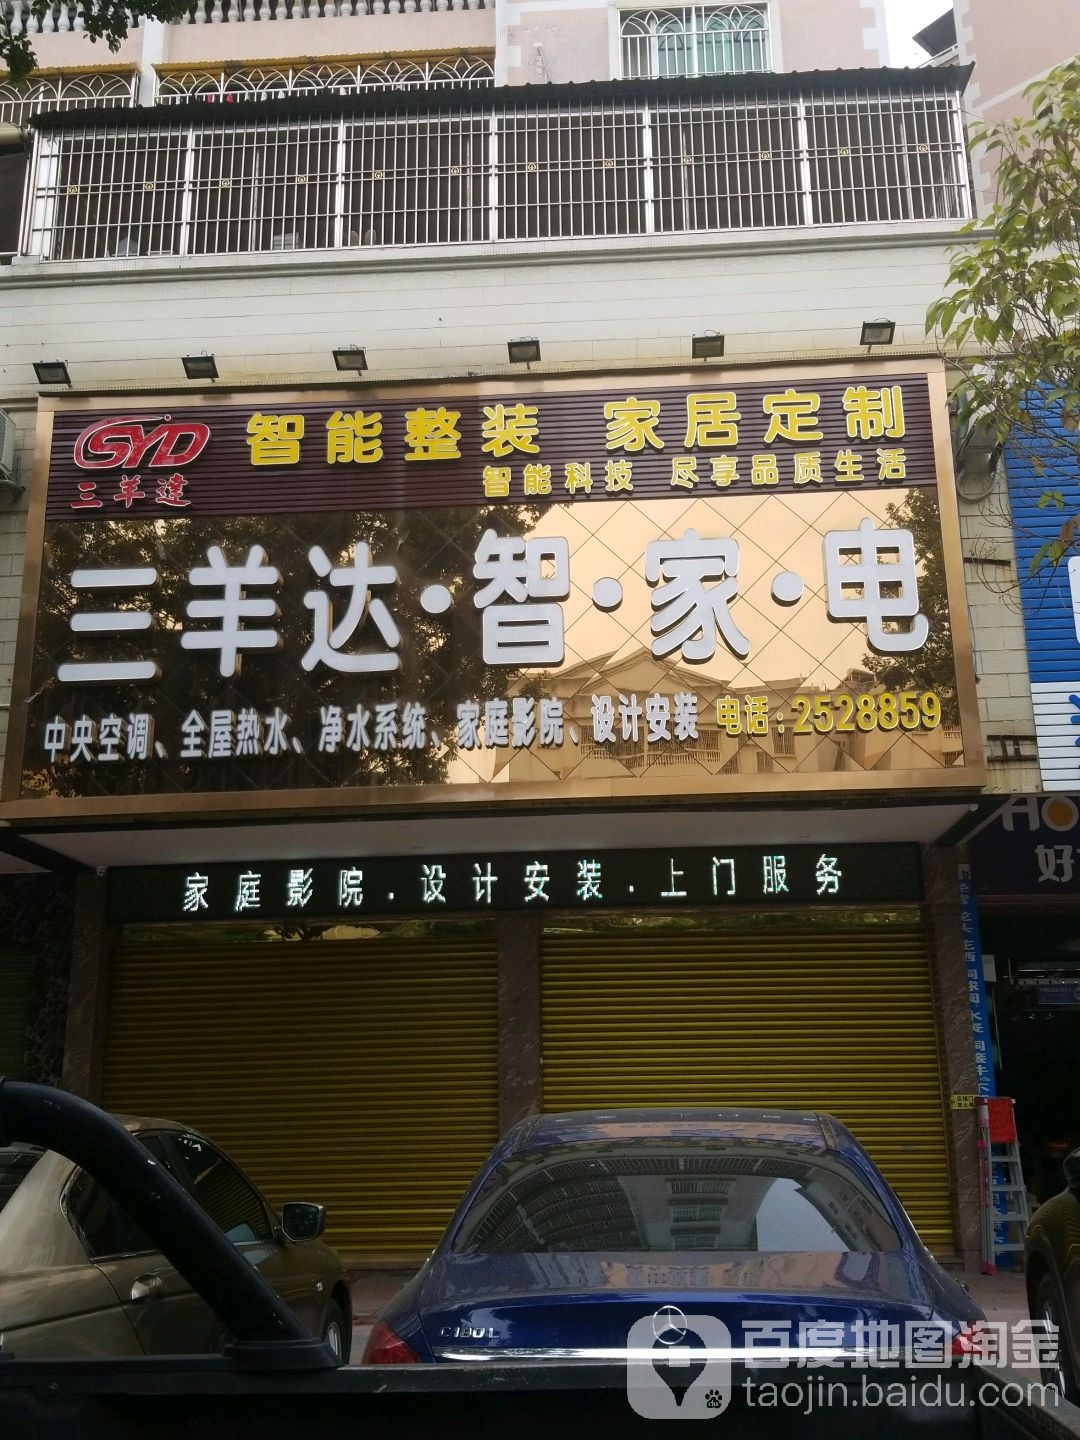 SYD
三羊達
智能整装 家居定制
智能科技 尽享品质生活
三羊达·智·家·电
中央空调、全屋热水、净水系统、家庭影院、设计安装 电话:2528859
家庭影院.设计安装.上门服务
HO
好
C180L
百度地图淘金
taojin.baidu.com